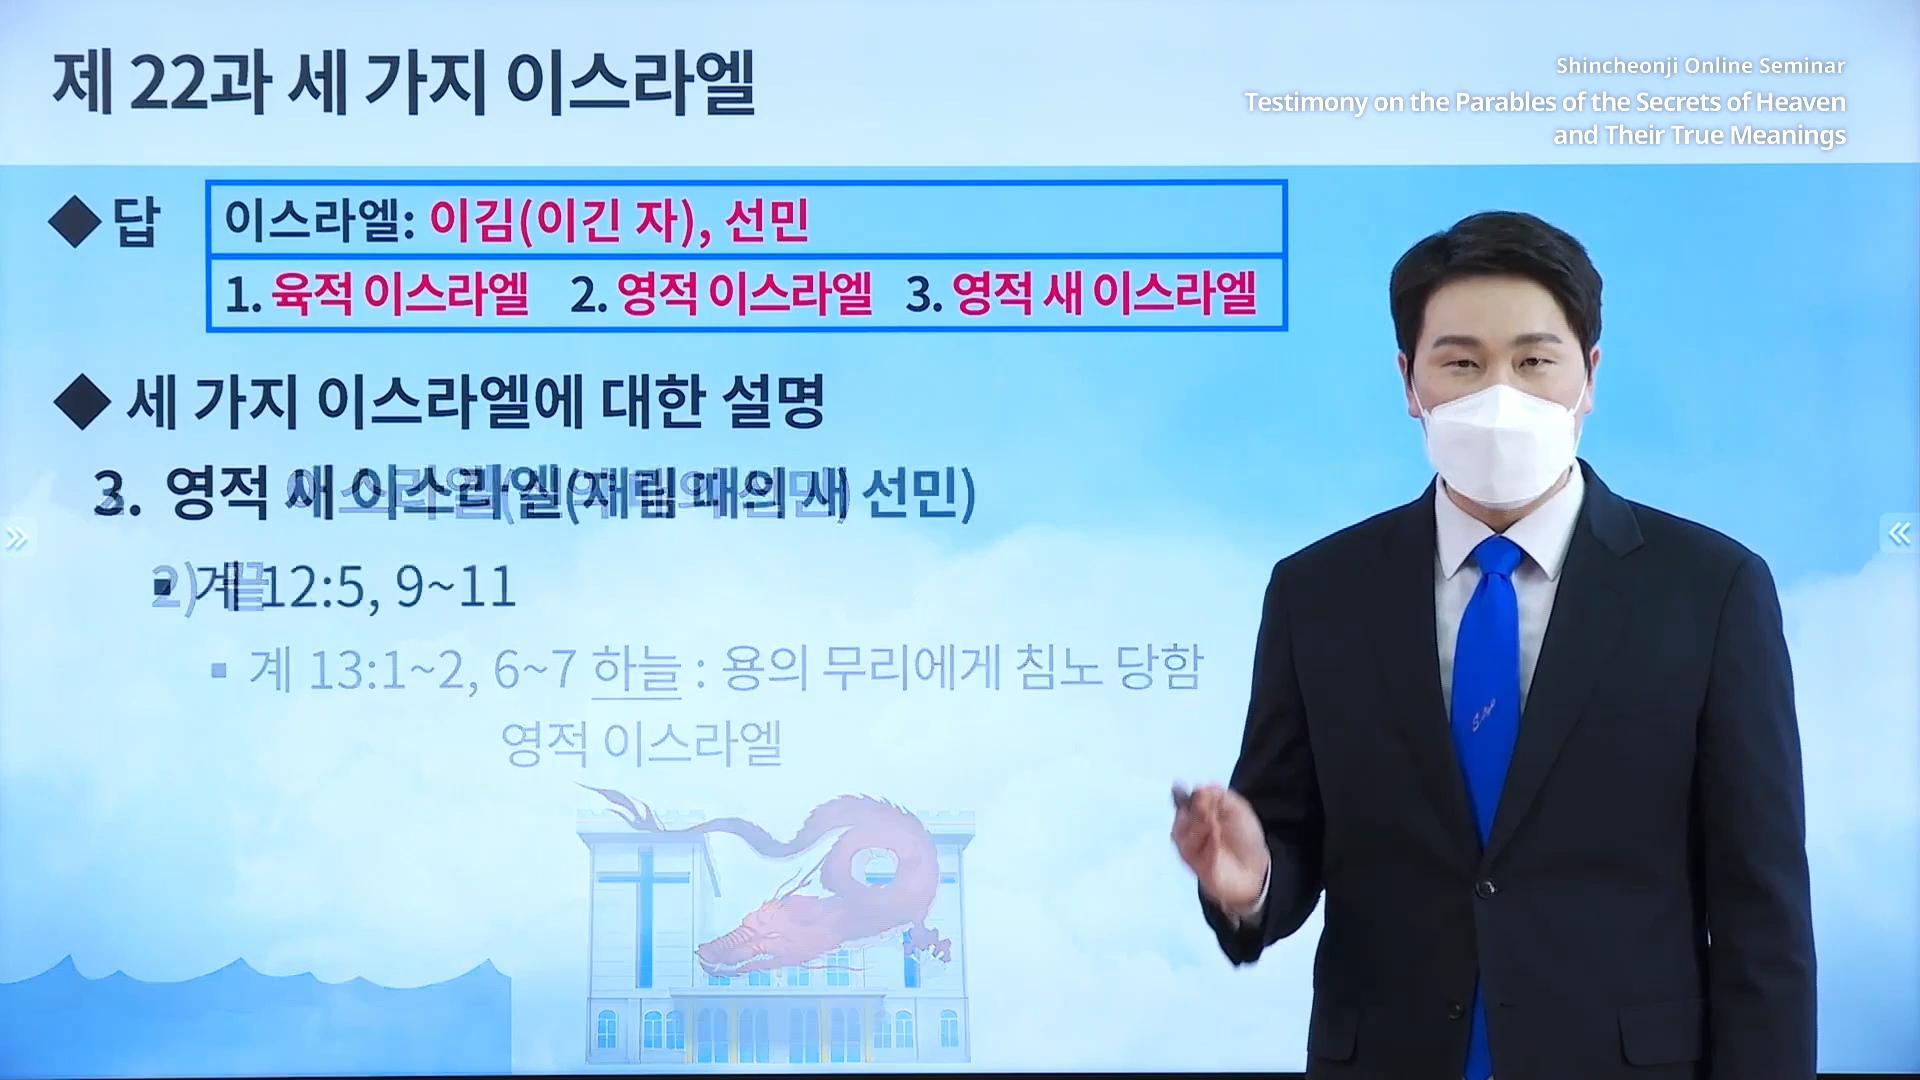 제 22과 세 가지 이스라엘
Shincheonji Online Seminar
Testimony on the Parables of the Secrets of Heaven
and Their True Meanings
◆답
이스라엘: 이김(이긴 자), 선민
1. 육적 이스라엘 2. 영적 이스라엘 3. 영적 새 이스라엘
◆ 세 가지 이스라엘에 대한 설명
3. 영적 새 이스라엘(재림 때의 새 선민)
▪ 계 12:5, 9~11
2) 끝
▪ 계 13:1~2, 6~7 하늘 : 용의 무리에게 침노 당함
영적 이스라엘